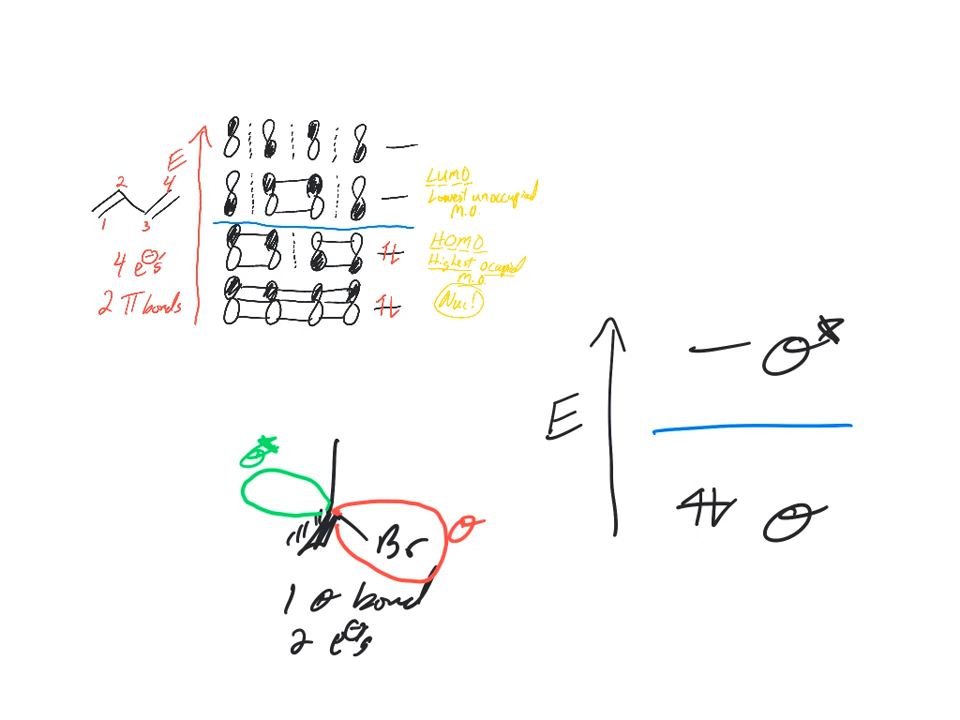 E
2
4
1
3
4 e⊖'s
2 π bonds
LUMO
Lowest unoccupied
M.O.
HOMO
Highest occupied
M.O.
Nuc!
E
σ*
σ
σ*
Br
σ
1 σ bond
2 e⊖'s